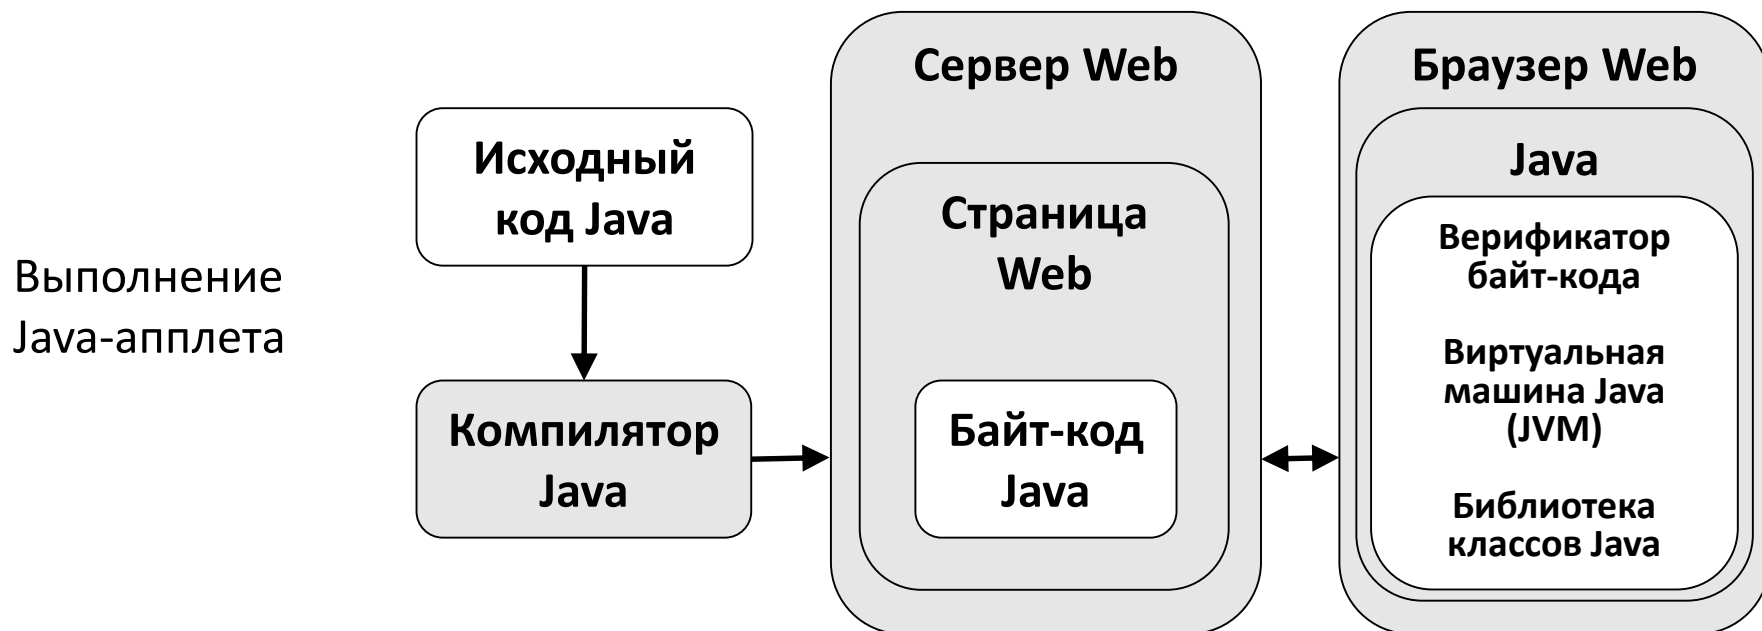 Выполнение
Java-апплета
Исходный
код Java
Компилятор
Java
Сервер Web
Страница
Web
Байт-код
Java
Браузер Web
Java
Верификатор
байт-кода
Виртуальная
машина Java
(JVM)
Библиотека
классов Java